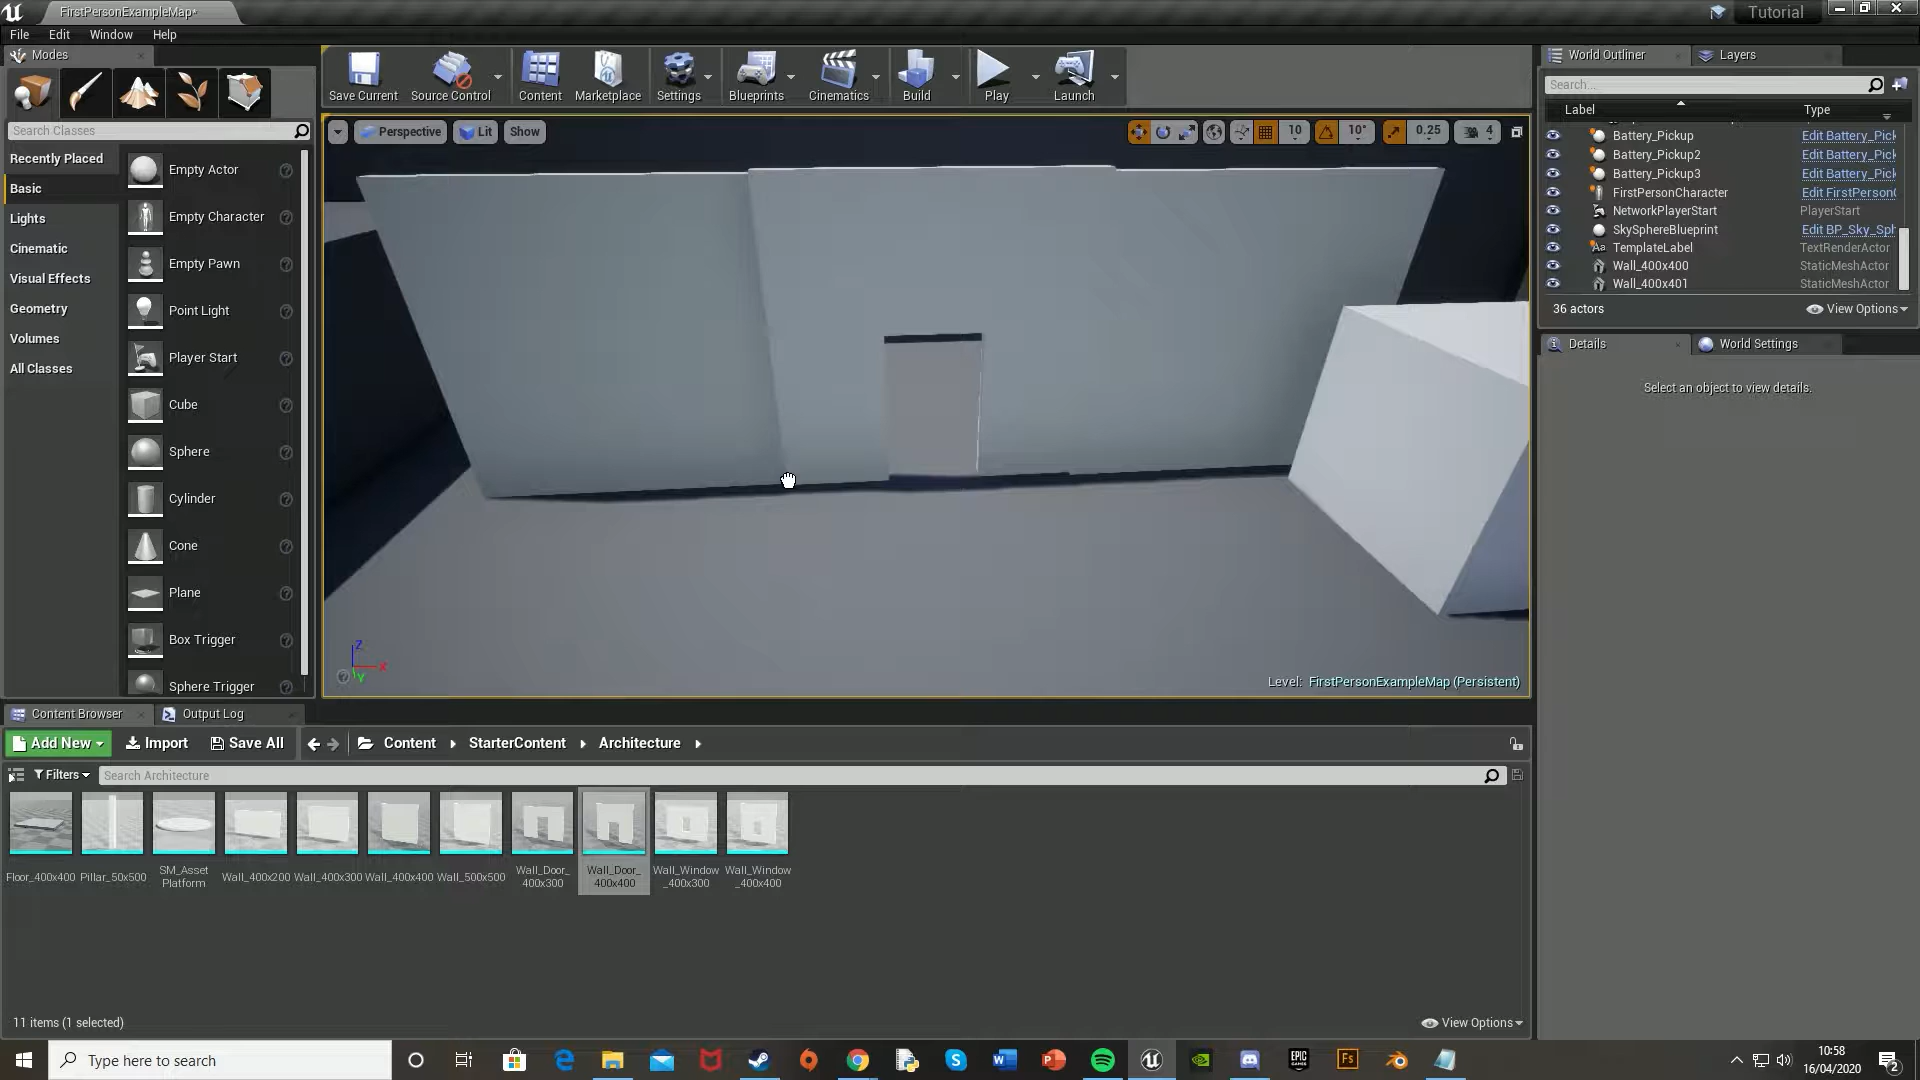 FirstPersonExampleMap*
Tutorial
File Edit Window Help
Modes
Save Current Source Control Content Marketplace Settings Blueprints Cinematics Build Play Launch
World Outliner Layers
Search...
Label Type
Search Classes
Perspective Lit Show 10 10° 0.25 4
Recently Placed
Basic
Lights
Cinematic
Visual Effects
Geometry
Volumes
All Classes
Empty Actor
Empty Character
Empty Pawn
Point Light
Player Start
Cube
Sphere
Cylinder
Cone
Plane
Box Trigger
Sphere Trigger
Battery_Pickup Edit Battery_Pick
Battery_Pickup2 Edit Battery_Pick
Battery_Pickup3 Edit Battery_Pick
FirstPersonCharacter Edit FirstPerson
NetworkPlayerStart PlayerStart
SkySphereBlueprint Edit BP_Sky_Sph
TemplateLabel TextRenderActor
Wall_400x400 StaticMeshActor
Wall_400x401 StaticMeshActor
36 actors View Options
Details World Settings
Select an object to view details.
Z
X
Y
Level: FirstPersonExampleMap (Persistent)
Content Browser Output Log
Add New Import Save All Content StarterContent Architecture
Filters Search Architecture
Floor_400x400
Pillar_50x500
SM_Asset
Platform
Wall_400x200
Wall_400x300
Wall_400x400
Wall_500x500
Wall_Door_
400x300
Wall_Door_
400x400
Wall_Window
_400x300
Wall_Window
_400x400
11 items (1 selected) View Options
Type here to search
EPIC
GAMES
Fs
10:58
16/04/2020
2